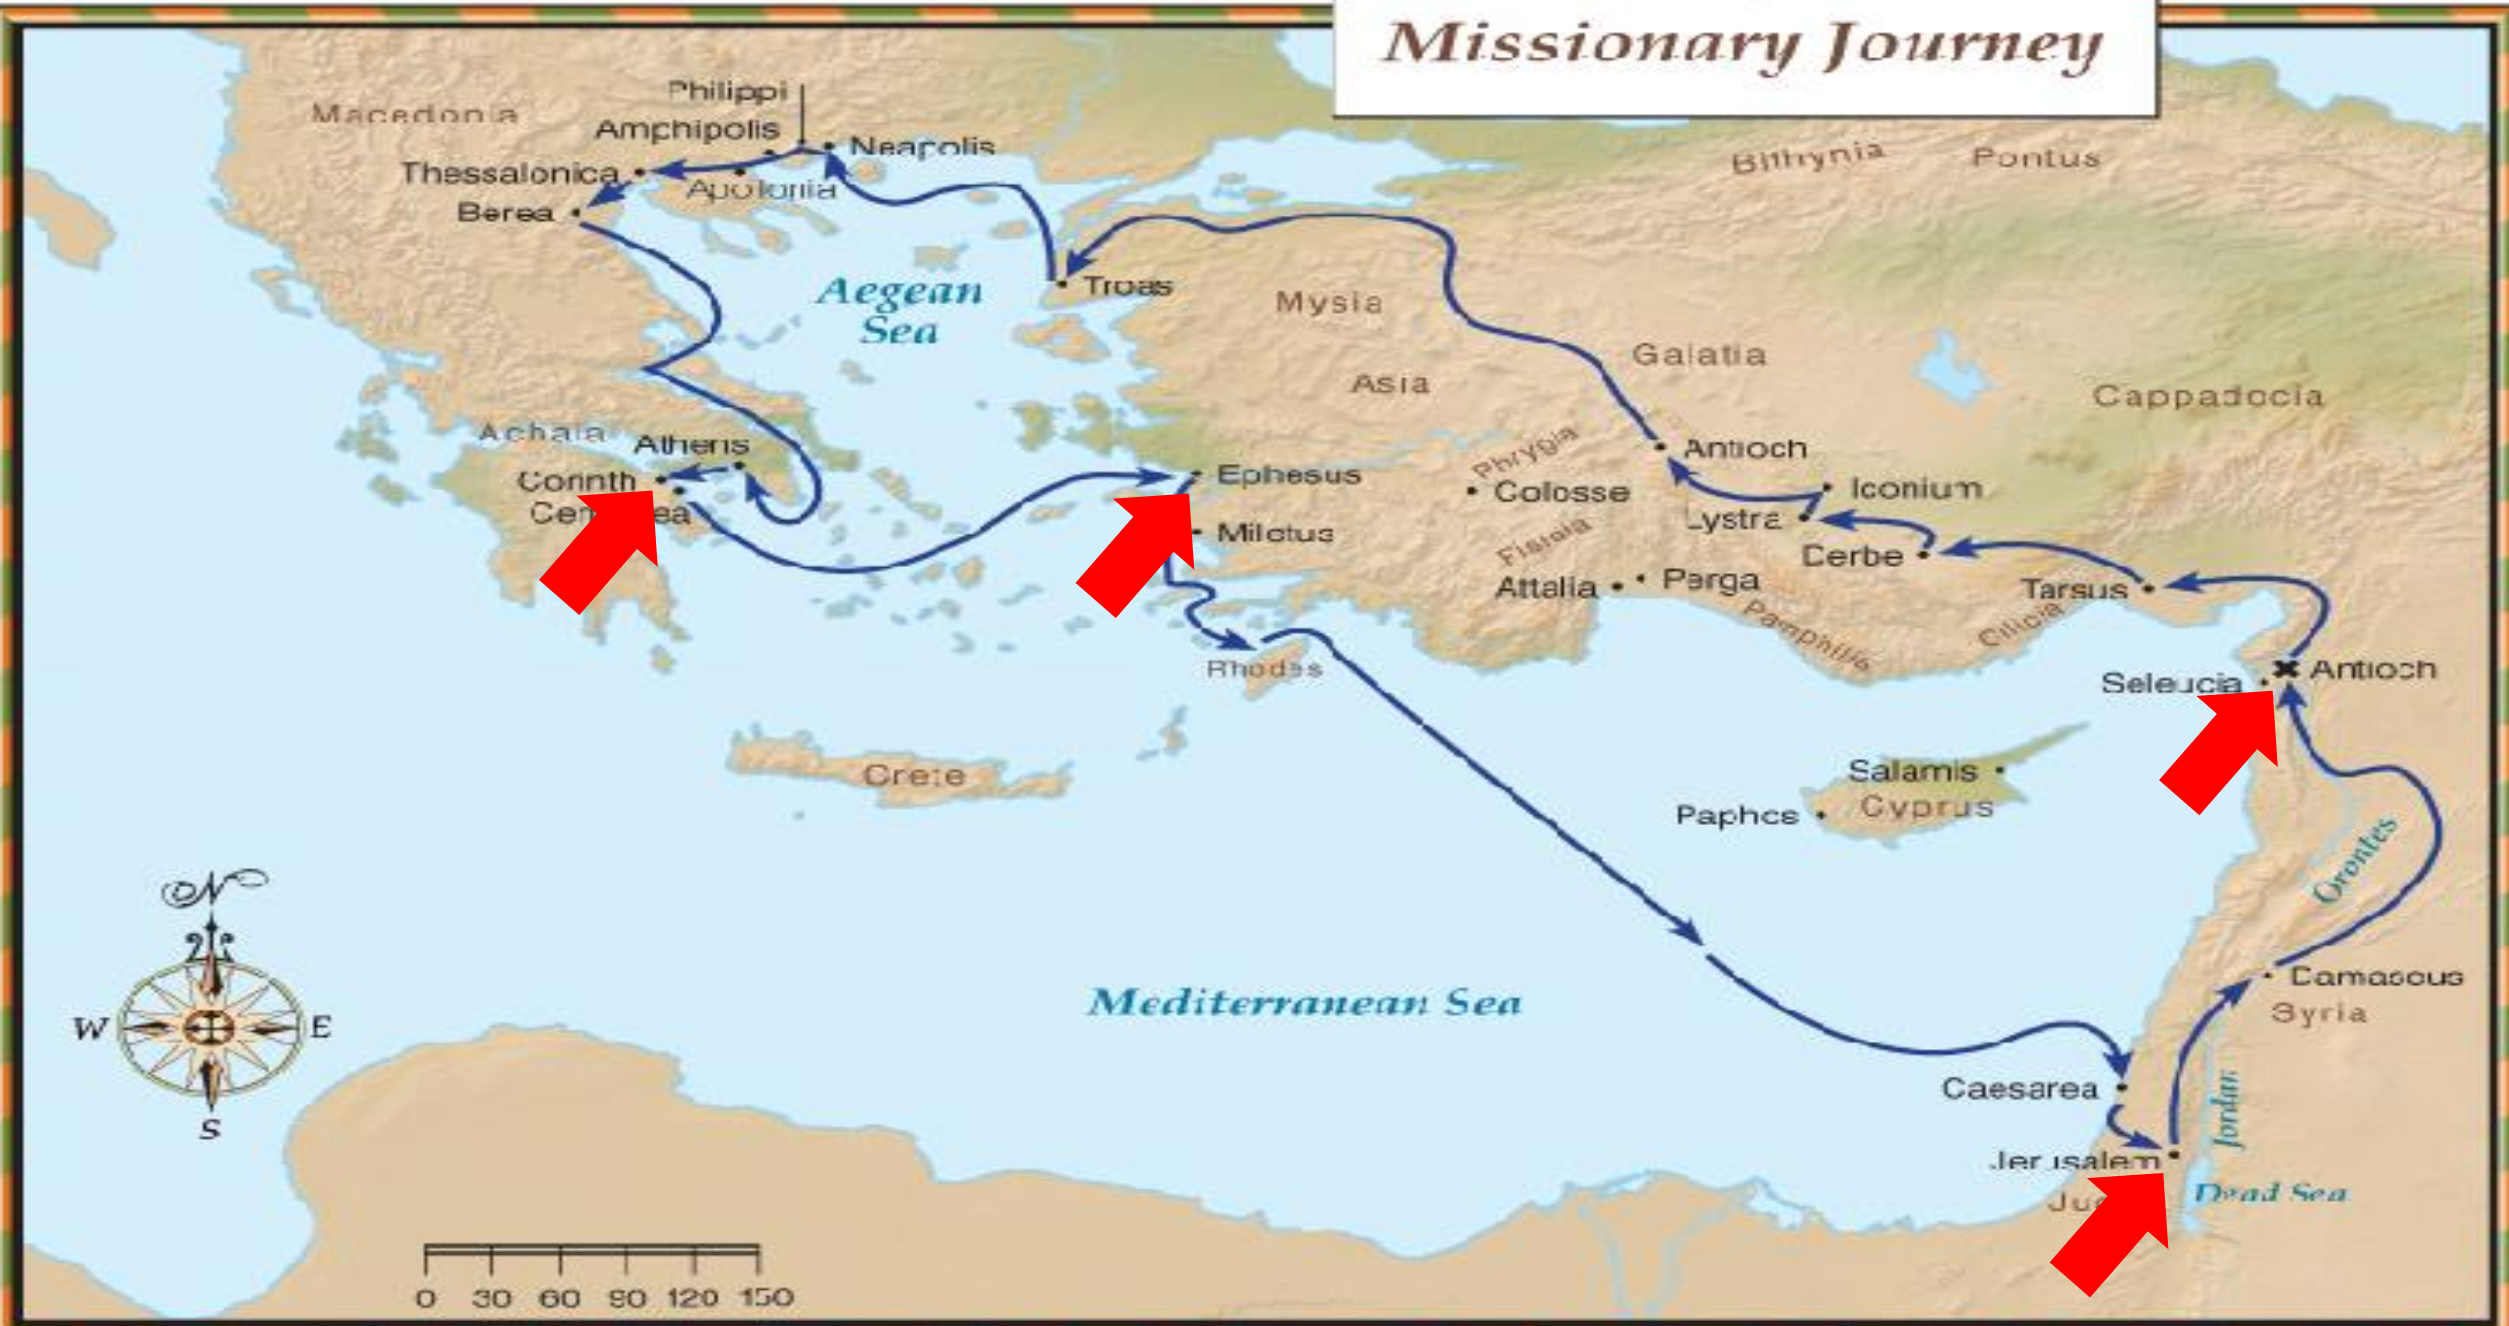 Missionary Journey
Philippi
Macedonia
Amphipolis
Neapolis
Thessalonica
Apollonia
Berea
Bithynia
Pontus
Aegean
Sea
Troas
Mysia
Galatia
Asia
Cappadocia
Achaia
Athens
Corinth
Phrygia
Antioch
Ephesus
Colosse
Iconium
Lystra
Miletus
Pisidia
Derbe
Attalia
Perga
Tarsus
Pamphilia
Cilicia
Rhodes
Seleucia
Antioch
Crete
Salamis
Cyprus
Paphos
Orontes
N
W
E
S
Mediterranean Sea
Damascus
Syria
Caesarea
Jordan
Jerusalem
Dead Sea
0 30 60 90 120 150